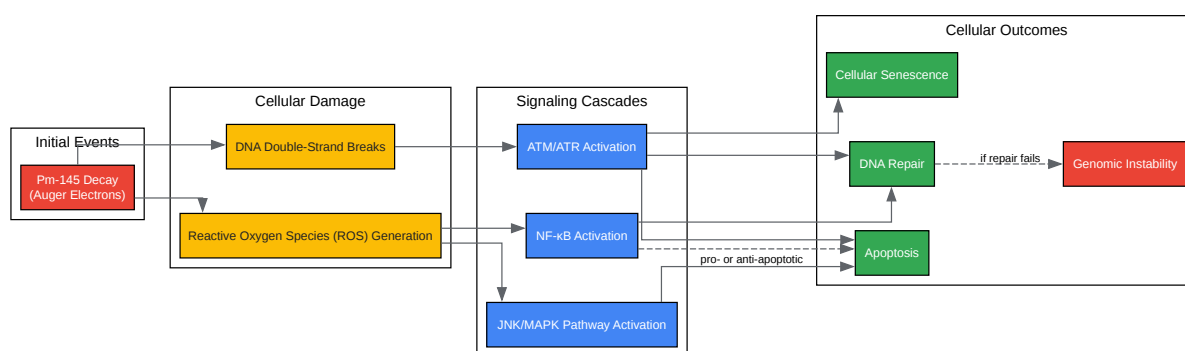 Initial Events
Pm-145 Decay
(Auger Electrons)
Cellular Damage
DNA Double-Strand Breaks
Reactive Oxygen Species (ROS) Generation
Signaling Cascades
ATM/ATR Activation
NF-κB Activation
JNK/MAPK Pathway Activation
pro- or anti-apoptotic
Cellular Outcomes
Cellular Senescence
DNA Repair
if repair fails
Genomic Instability
Apoptosis